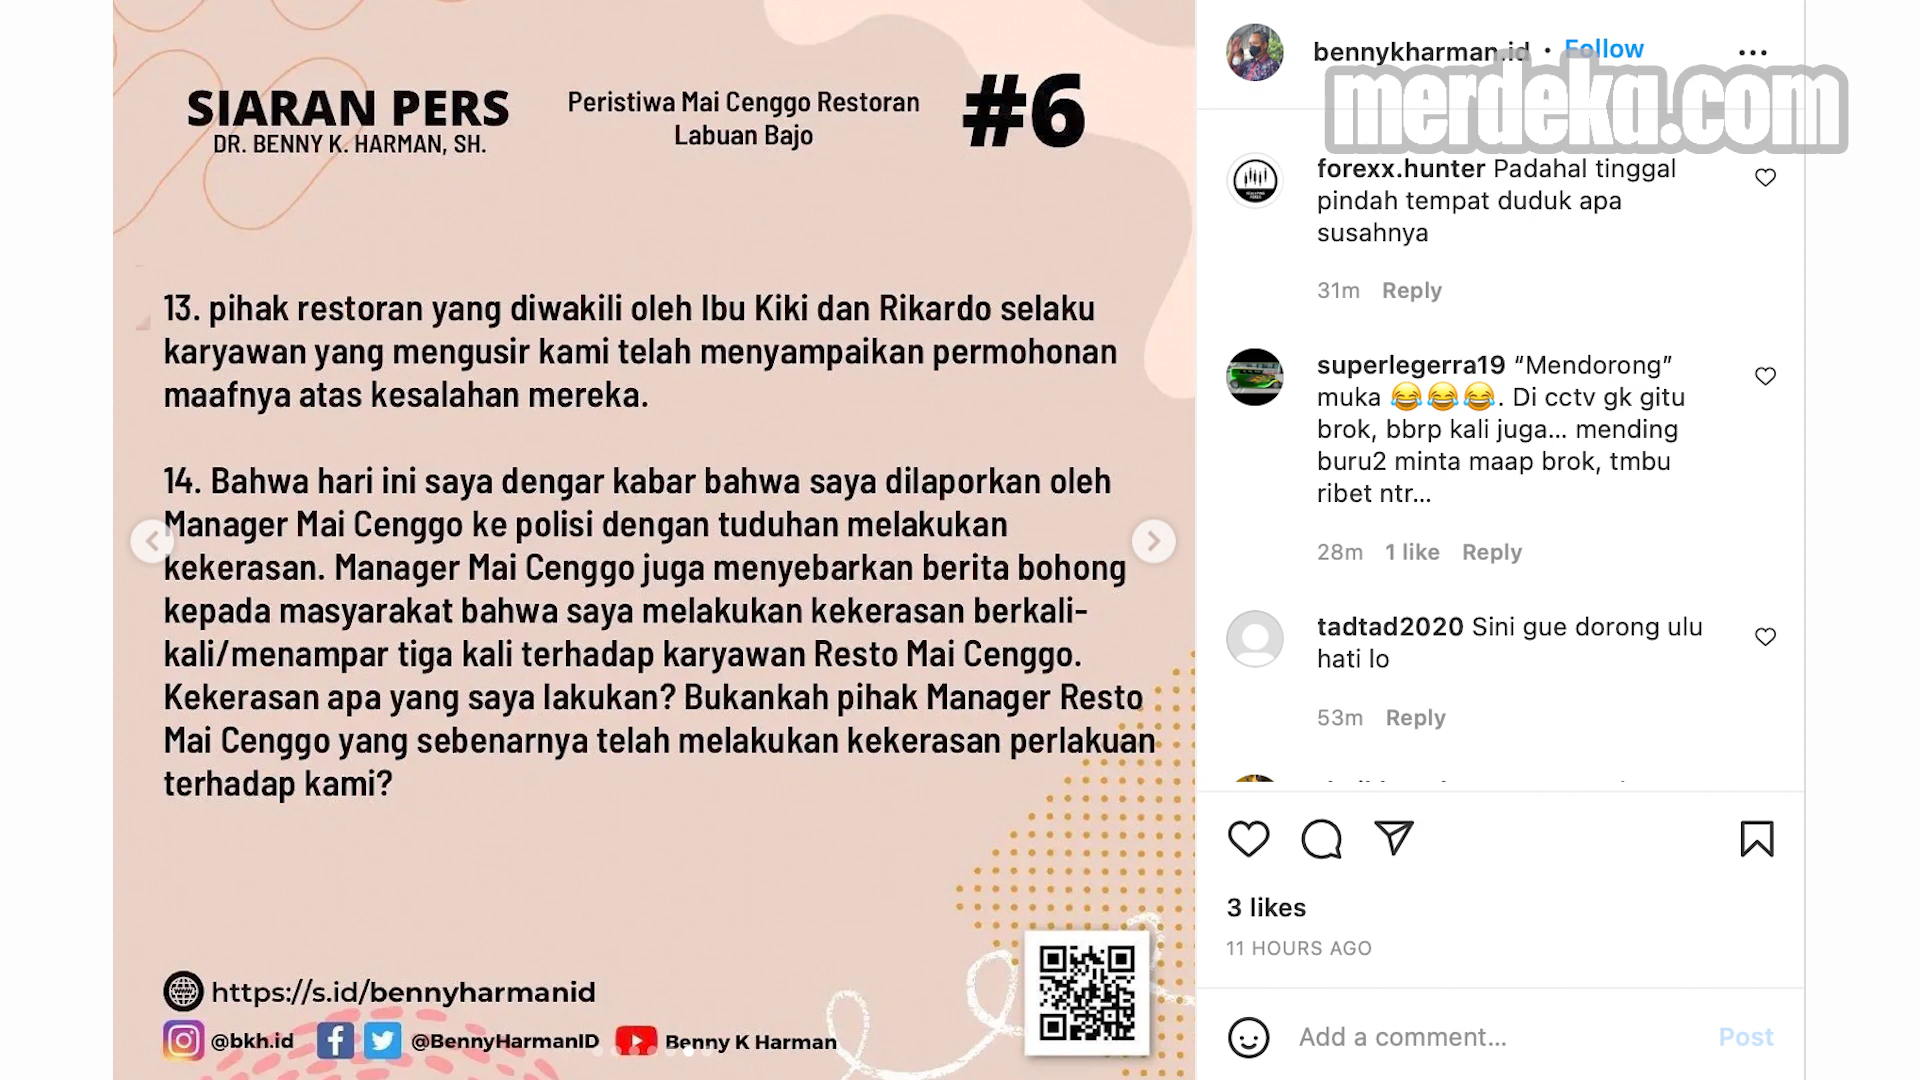 SIARAN PERS
DR. BENNY K. HARMAN, SH.
Peristiwa Mai Cenggo Restoran
Labuan Bajo
#6
13. pihak restoran yang diwakili oleh Ibu Kiki dan Rikardo selaku
karyawan yang mengusir kami telah menyampaikan permohonan
maafnya atas kesalahan mereka.
14. Bahwa hari ini saya dengar kabar bahwa saya dilaporkan oleh
Manager Mai Cenggo ke polisi dengan tuduhan melakukan
kekerasan. Manager Mai Cenggo juga menyebarkan berita bohong
kepada masyarakat bahwa saya melakukan kekerasan berkali-
kali/menampar tiga kali terhadap karyawan Resto Mai Cenggo.
Kekerasan apa yang saya lakukan? Bukankah pihak Manager Resto
Mai Cenggo yang sebenarnya telah melakukan kekerasan perlakuan
terhadap kami?
https://s.id/bennyharmanid
@bkh.id
@BennyHarmanID
Benny K Harman
bennykharman.id • Follow
merdeka.com
forexx.hunter Padahal tinggal
pindah tempat duduk apa
susahnya
31m Reply
superlegerra19 “Mendorong”
muka 😂😂😂. Di cctv gk gitu
brok, bbrp kali juga... mending
buru2 minta maap brok, tmbu
ribet ntr...
28m 1 like Reply
tadtad2020 Sini gue dorong ulu
hati lo
53m Reply
3 likes
11 HOURS AGO
Add a comment...
Post